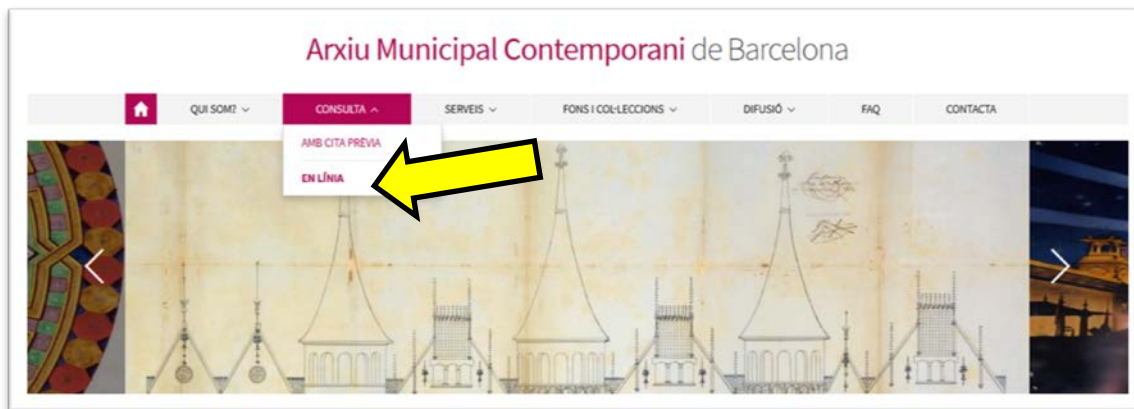 Arxiu Municipal Contemporani de Barcelona
QUI SOM? CONSULTA SERVEIS FONS I COL·LECCIONS DIFUSIÓ FAQ CONTACTA
AMB CITA PRÈVIA
EN LÍNIA